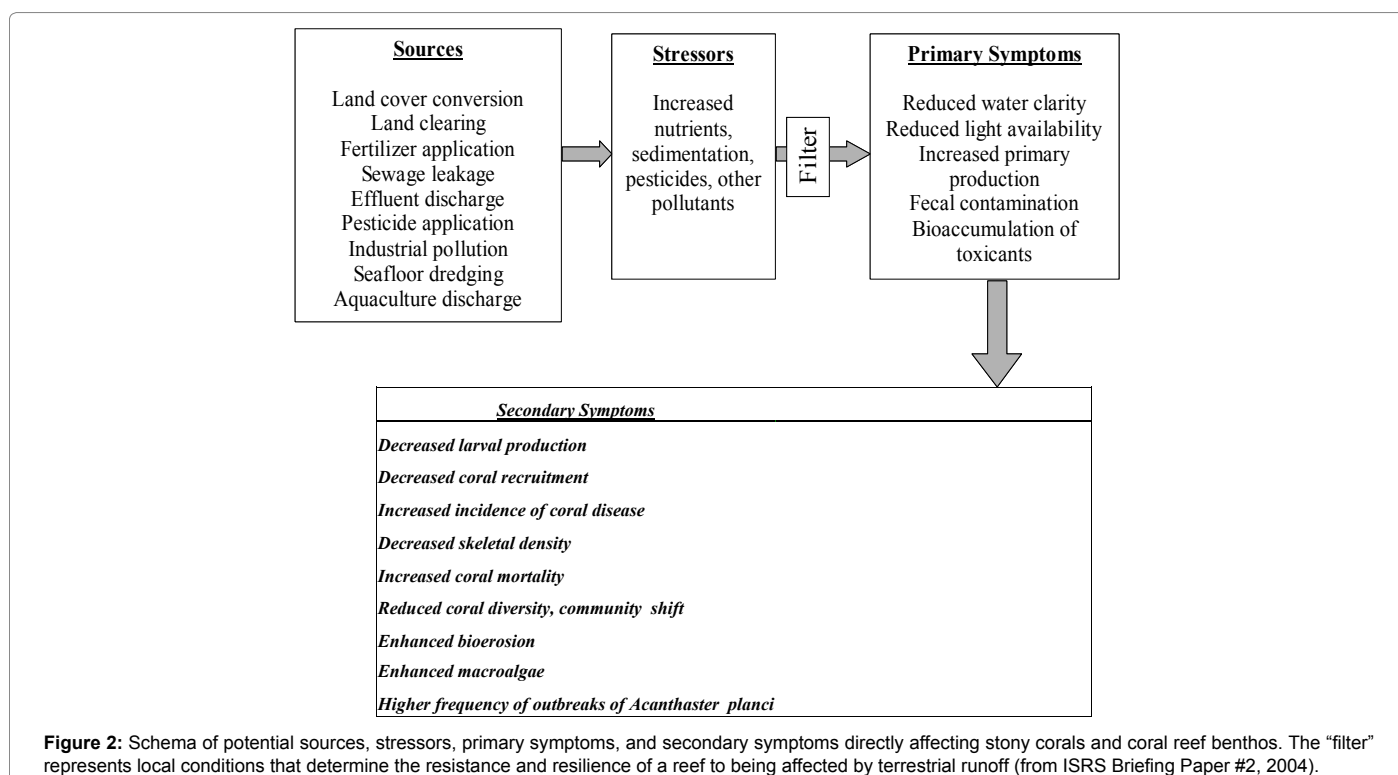 Sources
Land cover conversion
Land clearing
Fertilizer application
Sewage leakage
Effluent discharge
Pesticide application
Industrial pollution
Seafloor dredging
Aquaculture discharge
Stressors
Increased
nutrients,
sedimentation,
pesticides, other
pollutants
Filter
Primary Symptoms
Reduced water clarity
Reduced light availability
Increased primary
production
Fecal contamination
Bioaccumulation of
toxicants
Secondary Symptoms
Decreased larval production
Decreased coral recruitment
Increased incidence of coral disease
Decreased skeletal density
Increased coral mortality
Reduced coral diversity, community shift
Enhanced bioerosion
Enhanced macroalgae
Higher frequency of outbreaks of Acanthaster planci
Figure 2: Schema of potential sources, stressors, primary symptoms, and secondary symptoms directly affecting stony corals and coral reef benthos. The “filter”
represents local conditions that determine the resistance and resilience of a reef to being affected by terrestrial runoff (from ISRS Briefing Paper #2, 2004).